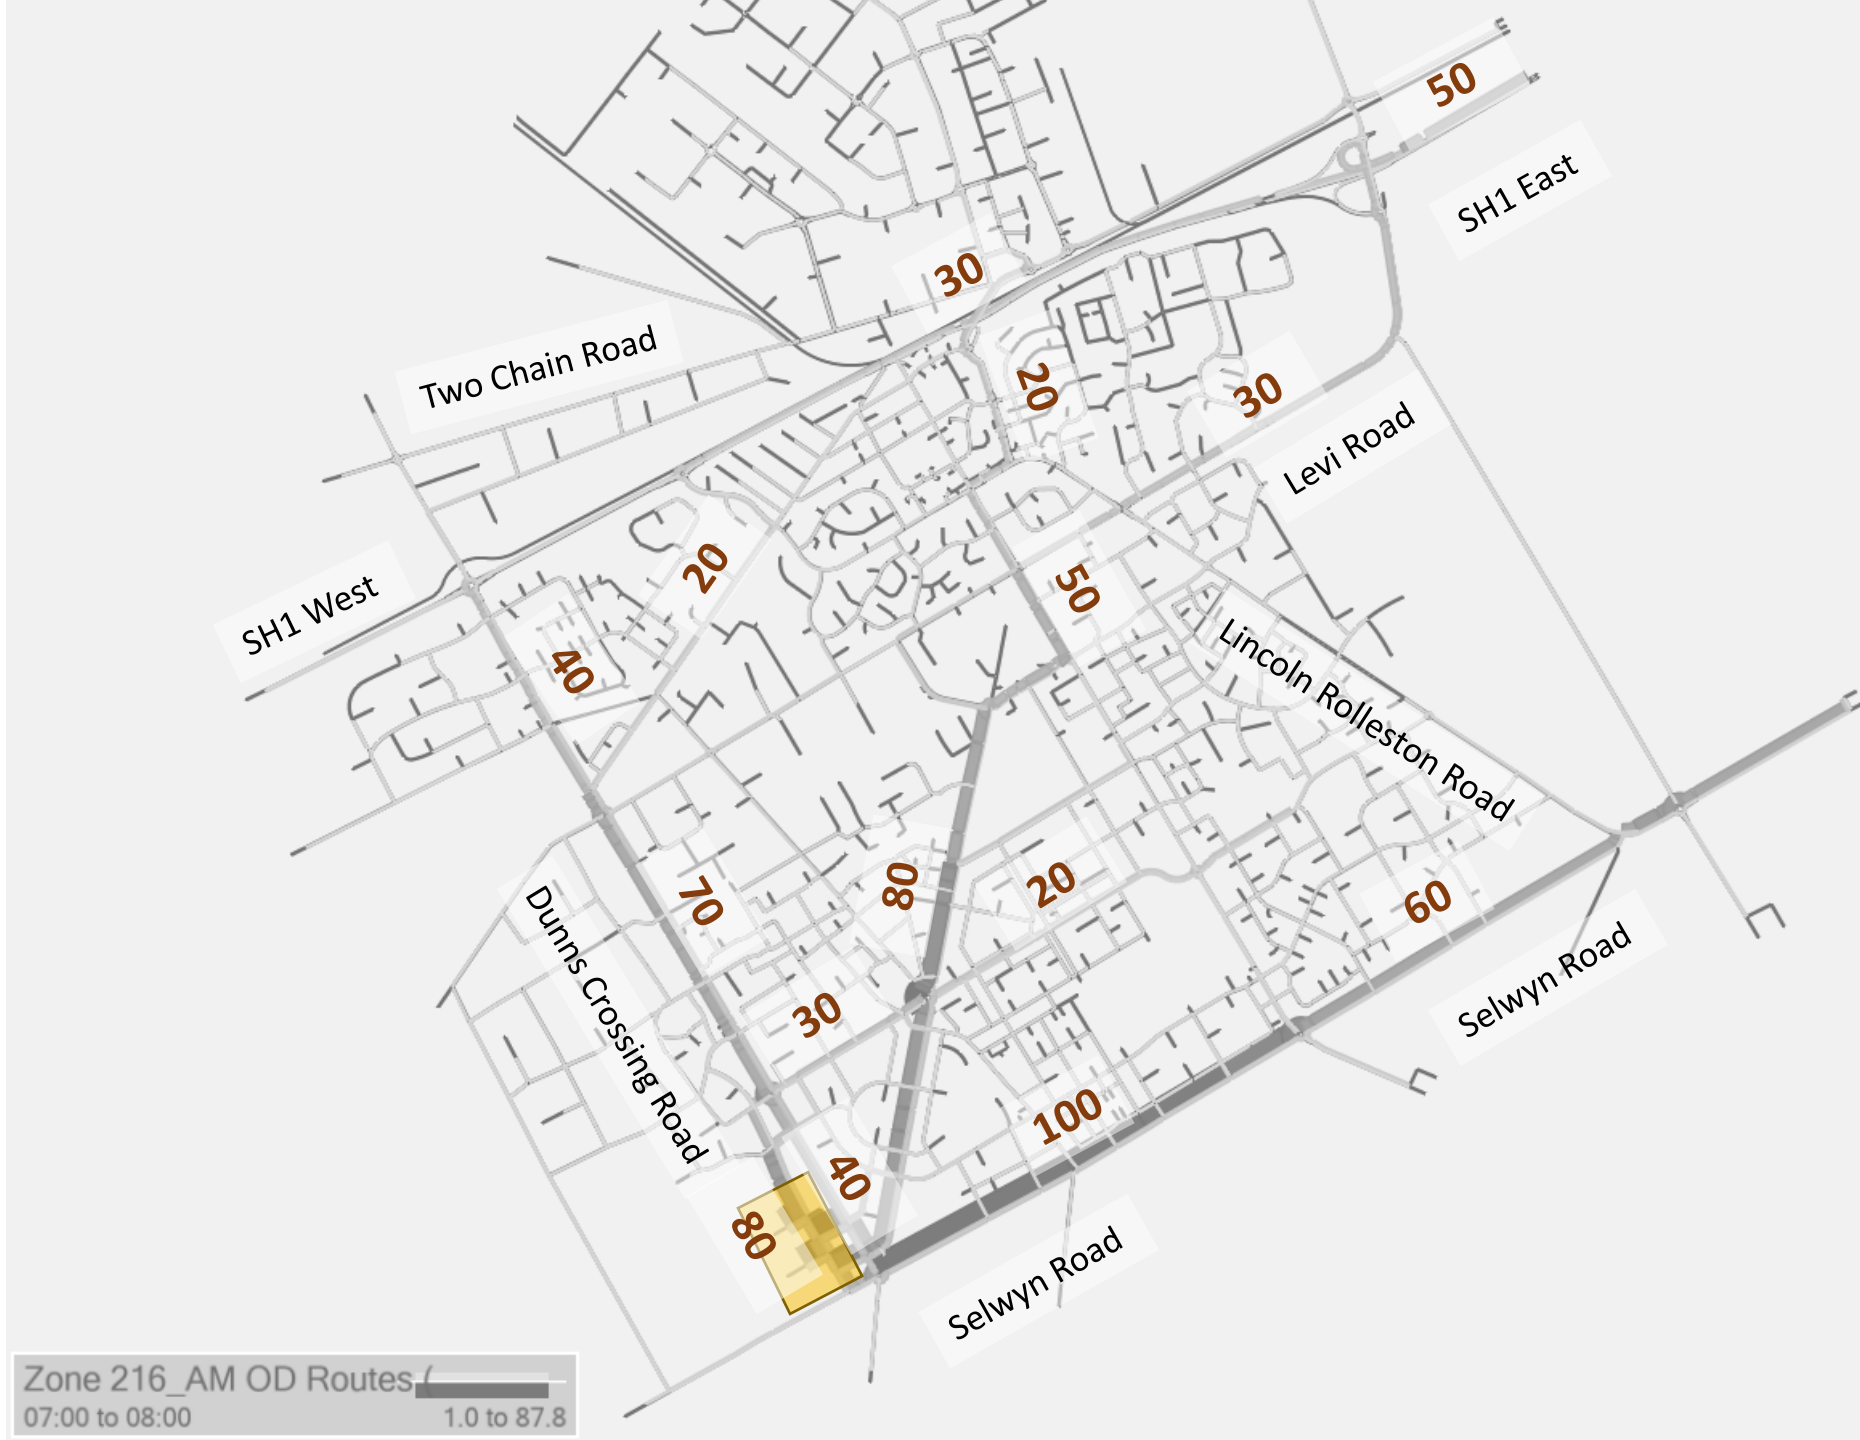 50
SH1 East
30
Two Chain Road
20
30
Levi Road
20
50
SH1 West
40
Lincoln Rolleston Road
70
80
20
60
Dunns Crossing Road
Selwyn Road
30
100
40
80
Selwyn Road
Zone 216_AM OD Routes (
07:00 to 08:00 1.0 to 87.8